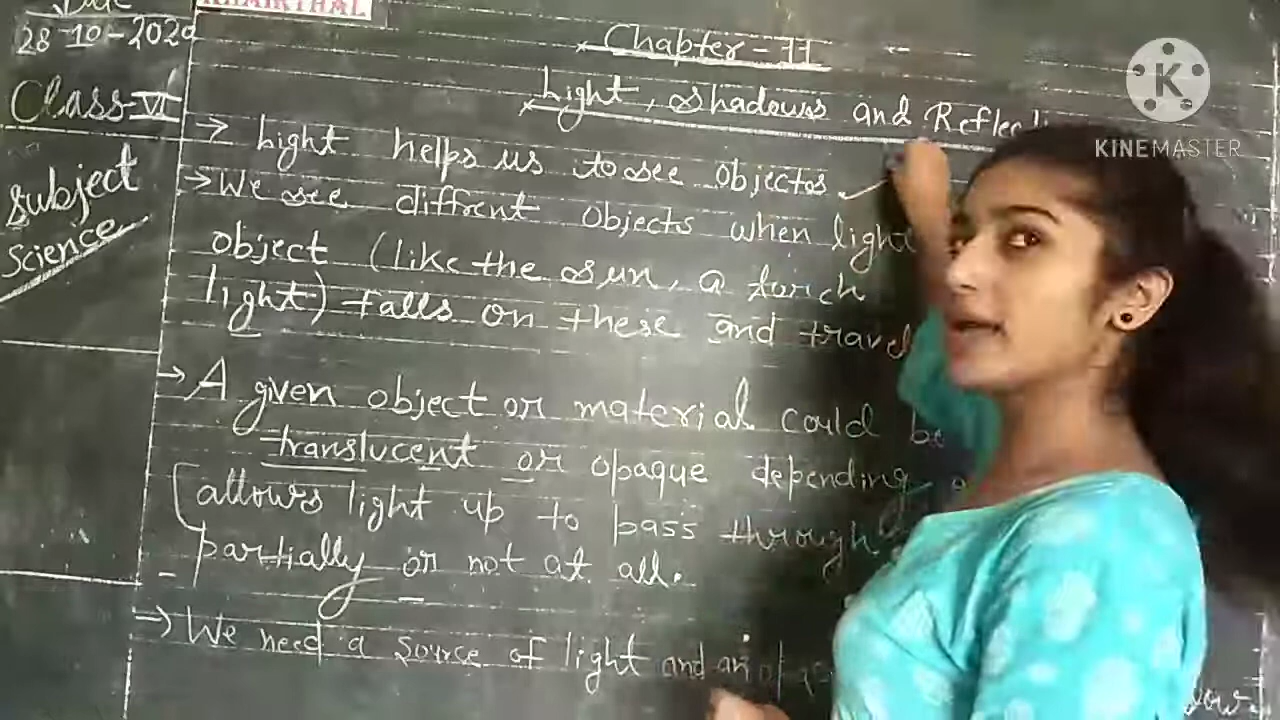 Date
28-10-2020
Class-VI
Subject
Science
Chapter-11
Light, Shadows and
→ Light helps us to see objectos
→ We see diffrent objects when light
object (like the sun, a torch
light) falls on these and travel
→ A given object or material could be
translucent or opaque depending
allows light up to pass through
partially or not at all.
→ We need a source of light and an
KINEMASTER